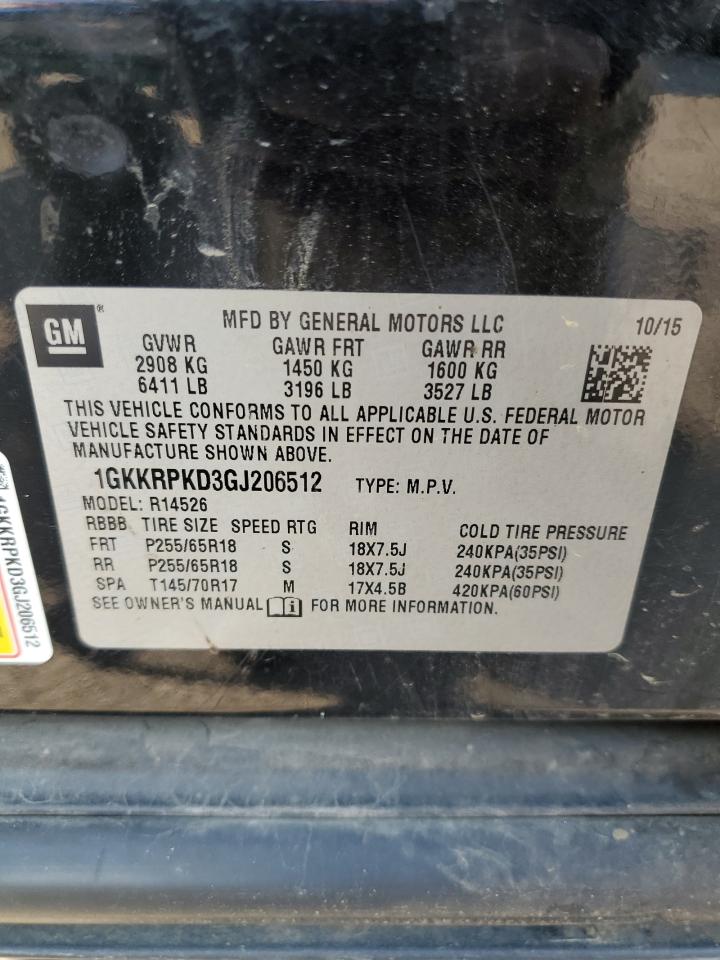 GM®
MFD BY GENERAL MOTORS LLC 10/15
GVWR GAWR FRT GAWR RR
2908 KG 1450 KG 1600 KG
6411 LB 3196 LB 3527 LB
THIS VEHICLE CONFORMS TO ALL APPLICABLE U.S. FEDERAL MOTOR
VEHICLE SAFETY STANDARDS IN EFFECT ON THE DATE OF
MANUFACTURE SHOWN ABOVE.
1GKKRPKD3GJ206512 TYPE: M.P.V.
MODEL: R14526
RBBB TIRE SIZE SPEED RTG RIM COLD TIRE PRESSURE
FRT P255/65R18 S 18X7.5J 240KPA(35PSI)
RR P255/65R18 S 18X7.5J 240KPA(35PSI)
SPA T145/70R17 M 17X4.5B 420KPA(60PSI)
SEE OWNER'S MANUAL i FOR MORE INFORMATION.
1GKKRPKD3GJ206512